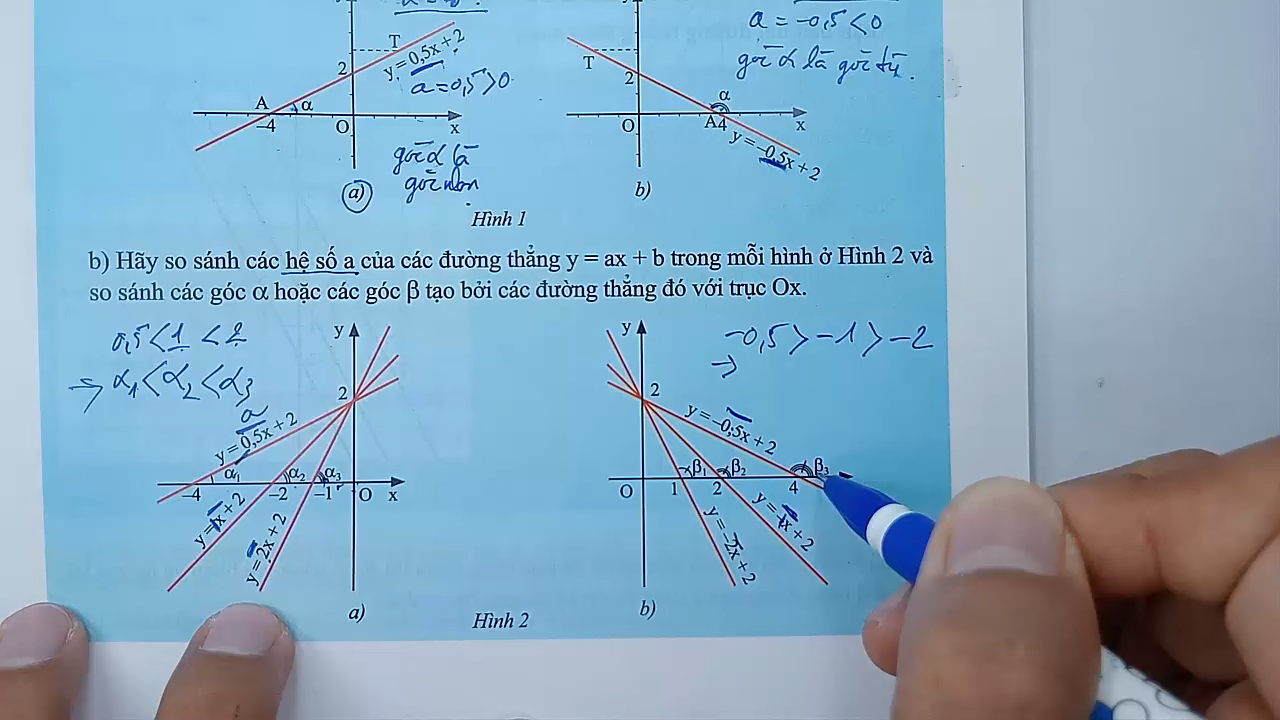 T
y = 0,5x + 2
2
a = 0,5 > 0
A
α
-4
O
x
góc α là
góc nhọn
a)
a = -0,5 < 0
góc α là góc tù.
T
2
α
O
A4
x
y = -0,5x + 2
b)
Hình 1
b) Hãy so sánh các hệ số a của các đường thẳng y = ax + b trong mỗi hình ở Hình 2 và
so sánh các góc α hoặc các góc β tạo bởi các đường thẳng đó với trục Ox.
0,5 < 1 < 2
→ α1 < α2 < α3
a
y
2
y = 0,5x + 2
α1
α2
α3
-4
-2
-1
O
x
y = 1x + 2
y = 2x + 2
a)
-0,5 > -1 > -2
→
y
2
y = -0,5x + 2
β1
β2
β3
O
1
2
4
y = -2x + 2
y = -1x + 2
b)
Hình 2